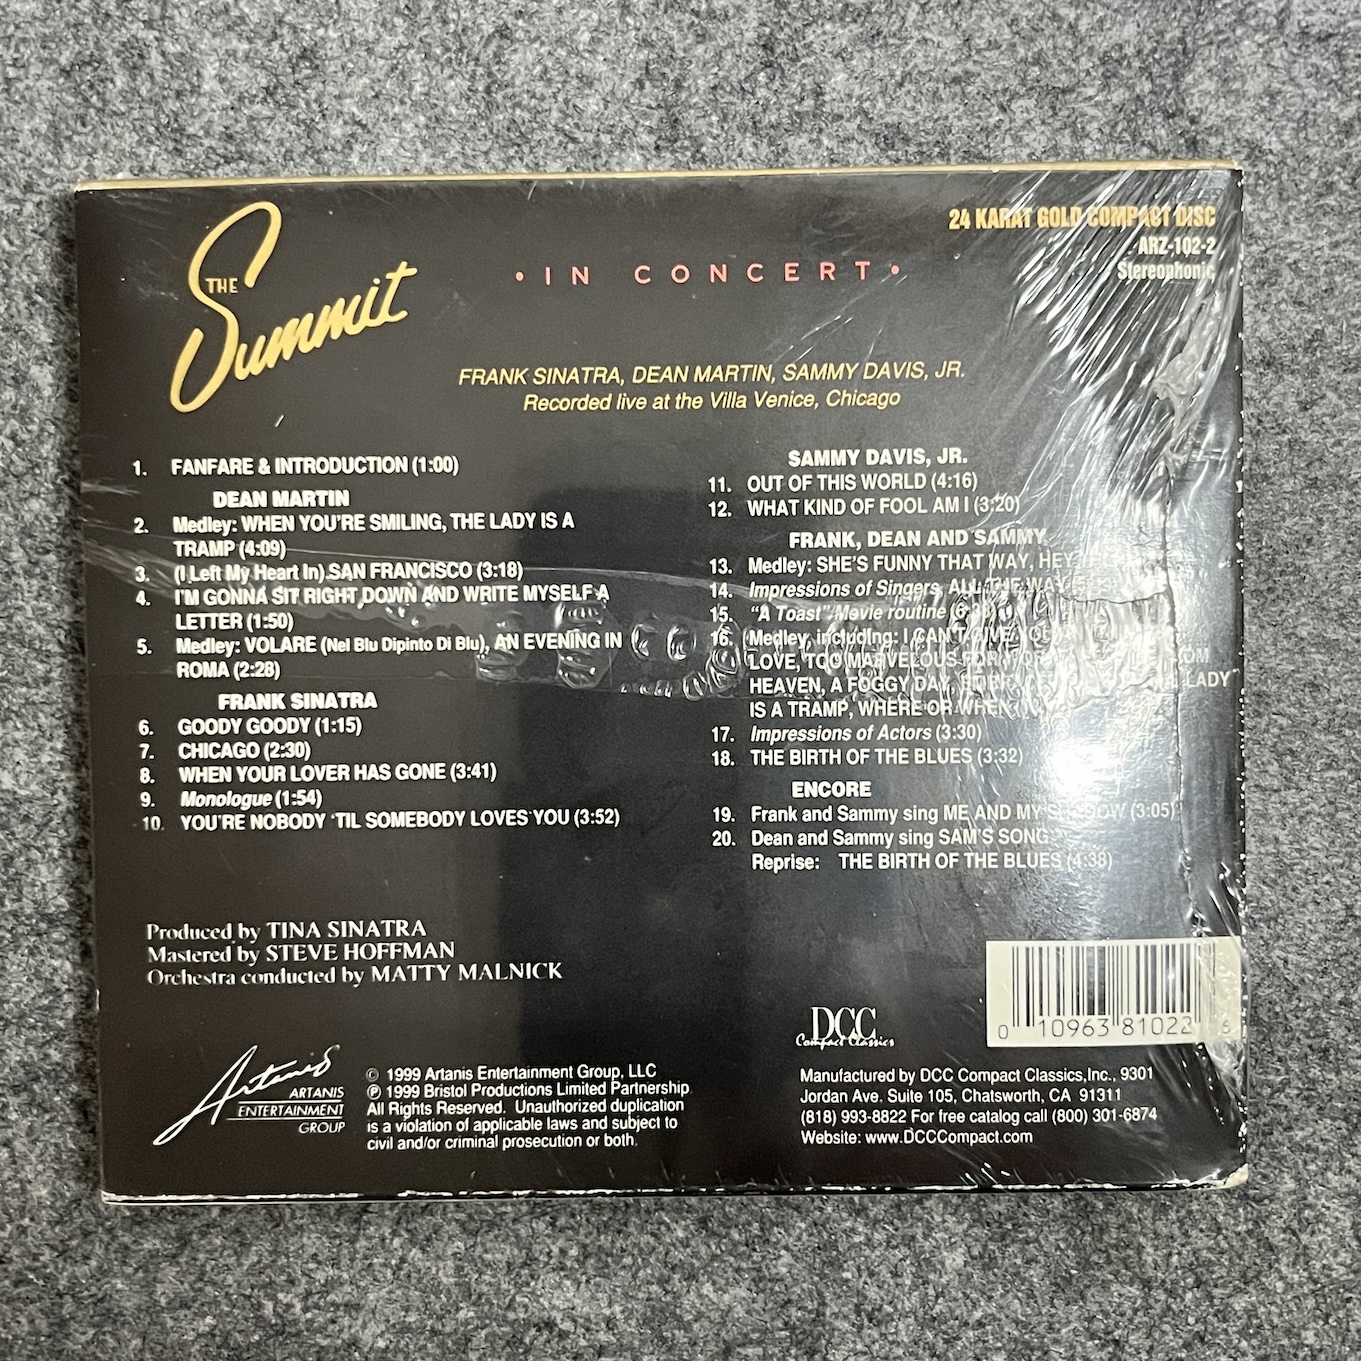 THE
Summit
• IN CONCERT •
24 KARAT GOLD COMPACT DISC
ARZ-102-2
Stereophonic
FRANK SINATRA, DEAN MARTIN, SAMMY DAVIS, JR.
Recorded live at the Villa Venice, Chicago
1. FANFARE & INTRODUCTION (1:00)
DEAN MARTIN
2. Medley: WHEN YOU'RE SMILING, THE LADY IS A
TRAMP (4:09)
3. (I Left My Heart In) SAN FRANCISCO (3:18)
4. I'M GONNA SIT RIGHT DOWN AND WRITE MYSELF A
LETTER (1:50)
5. Medley: VOLARE (Nel Blu Dipinto Di Blu), AN EVENING IN
ROMA (2:28)
FRANK SINATRA
6. GOODY GOODY (1:15)
7. CHICAGO (2:30)
8. WHEN YOUR LOVER HAS GONE (3:41)
9. Monologue (1:54)
10. YOU'RE NOBODY 'TIL SOMEBODY LOVES YOU (3:52)
SAMMY DAVIS, JR.
11. OUT OF THIS WORLD (4:16)
12. WHAT KIND OF FOOL AM I (3:20)
FRANK, DEAN AND SAMMY
13. Medley: SHE'S FUNNY THAT WAY, HEY
14. Impressions of Singers, ALL THE WAY
15. "A Toast" Movie routine
16. Medley, including: I CAN'T GIVE YOU
LOVE, TOO MARVELOUS FOR
HEAVEN, A FOGGY DAY, LADY
IS A TRAMP, WHERE OR WHEN
17. Impressions of Actors (3:30)
18. THE BIRTH OF THE BLUES (3:32)
ENCORE
19. Frank and Sammy sing ME AND MY SHADOW (3:05)
20. Dean and Sammy sing SAM'S SONG
Reprise: THE BIRTH OF THE BLUES (4:38)
Produced by TINA SINATRA
Mastered by STEVE HOFFMAN
Orchestra conducted by MATTY MALNICK
Artanis
ARTANIS
ENTERTAINMENT
GROUP
© 1999 Artanis Entertainment Group, LLC
℗ 1999 Bristol Productions Limited Partnership
All Rights Reserved. Unauthorized duplication
is a violation of applicable laws and subject to
civil and/or criminal prosecution or both.
0 10963 81022 6
DCC
Compact Classics
Manufactured by DCC Compact Classics,Inc., 9301
Jordan Ave. Suite 105, Chatsworth, CA 91311
(818) 993-8822 For free catalog call (800) 301-6874
Website: www.DCCCompact.com